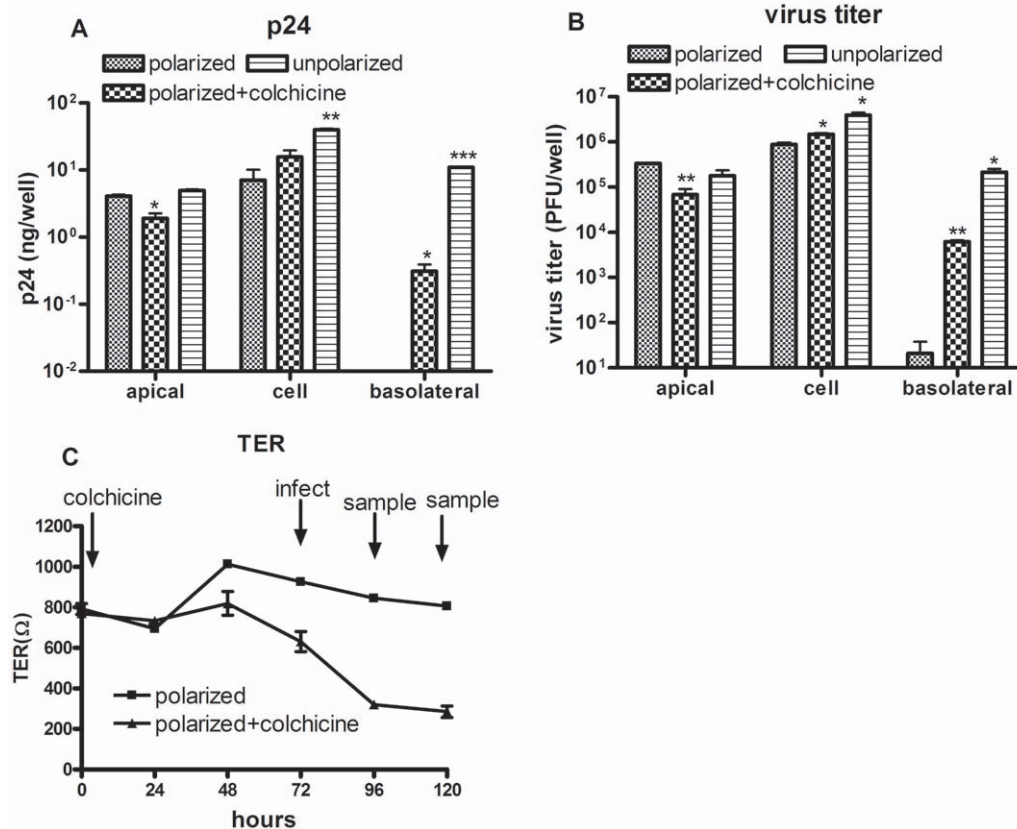 A
p24
polarized
unpolarized
polarized+colchicine
p24 (ng/well)
10²
10¹
10⁰
10⁻¹
10⁻²
*
**
*
***
apical
cell
basolateral
B
virus titer
polarized
unpolarized
polarized+colchicine
virus titer (PFU/well)
10⁷
10⁶
10⁵
10⁴
10³
10²
10¹
**
*
*
**
*
apical
cell
basolateral
C
TER
colchicine
infect
sample
sample
TER(Ω)
1200
1000
800
600
400
200
0
polarized
polarized+colchicine
0 24 48 72 96 120
hours